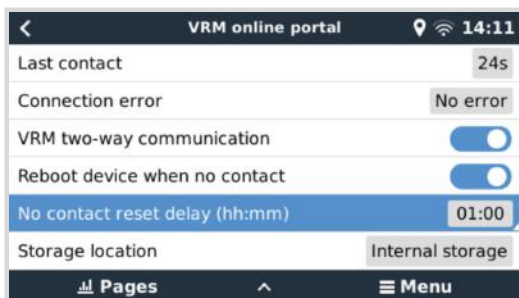 VRM online portal 14:11
Last contact 24s
Connection error No error
VRM two-way communication
Reboot device when no contact
No contact reset delay (hh:mm) 01:00
Storage location Internal storage
Pages Menu